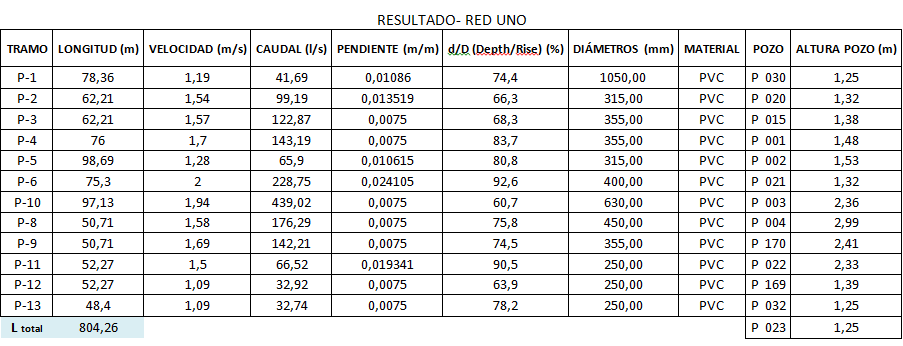 RESULTADO- RED UNO
TRAMO LONGITUD (m) VELOCIDAD (m/s) CAUDAL (l/s) PENDIENTE (m/m) d/D (Depth/Rise) (%) DIÁMETROS (mm) MATERIAL POZO ALTURA POZO (m)
P-1 78,36 1,19 41,69 0,01086 74,4 1050,00 PVC P 030 1,25
P-2 62,21 1,54 99,19 0,013519 66,3 315,00 PVC P 020 1,32
P-3 62,21 1,57 122,87 0,0075 68,3 355,00 PVC P 015 1,38
P-4 76 1,7 143,19 0,0075 83,7 355,00 PVC P 001 1,48
P-5 98,69 1,28 65,9 0,010615 80,8 315,00 PVC P 002 1,53
P-6 75,3 2 228,75 0,024105 92,6 400,00 PVC P 021 1,32
P-10 97,13 1,94 439,02 0,0075 60,7 630,00 PVC P 003 2,36
P-8 50,71 1,58 176,29 0,0075 75,8 450,00 PVC P 004 2,99
P-9 50,71 1,69 142,21 0,0075 74,5 355,00 PVC P 170 2,41
P-11 52,27 1,5 66,52 0,019341 90,5 250,00 PVC P 022 2,33
P-12 52,27 1,09 32,92 0,0075 63,9 250,00 PVC P 169 1,39
P-13 48,4 1,09 32,74 0,0075 78,2 250,00 PVC P 032 1,25
L total 804,26 P 023 1,25